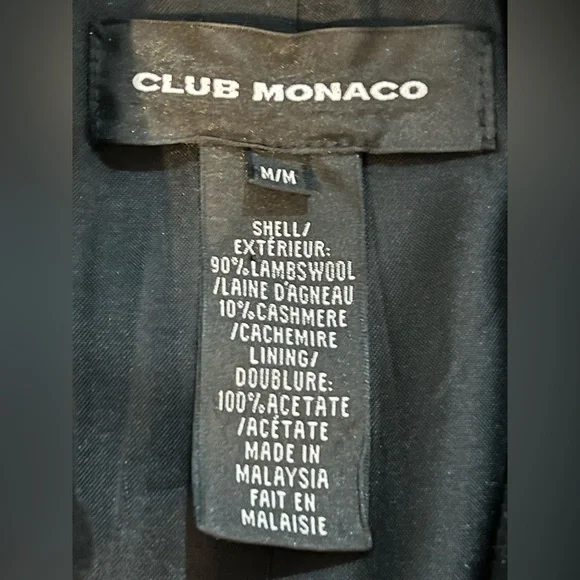 CLUB MONACO
M/M
SHELL/
EXTÉRIEUR:
90%LAMBSWOOL
/LAINE D'AGNEAU
10%CASHMERE
/CACHEMIRE
LINING/
DOUBLURE:
100%ACETATE
/ACÉTATE
MADE IN
MALAYSIA
FAIT EN
MALAISIE